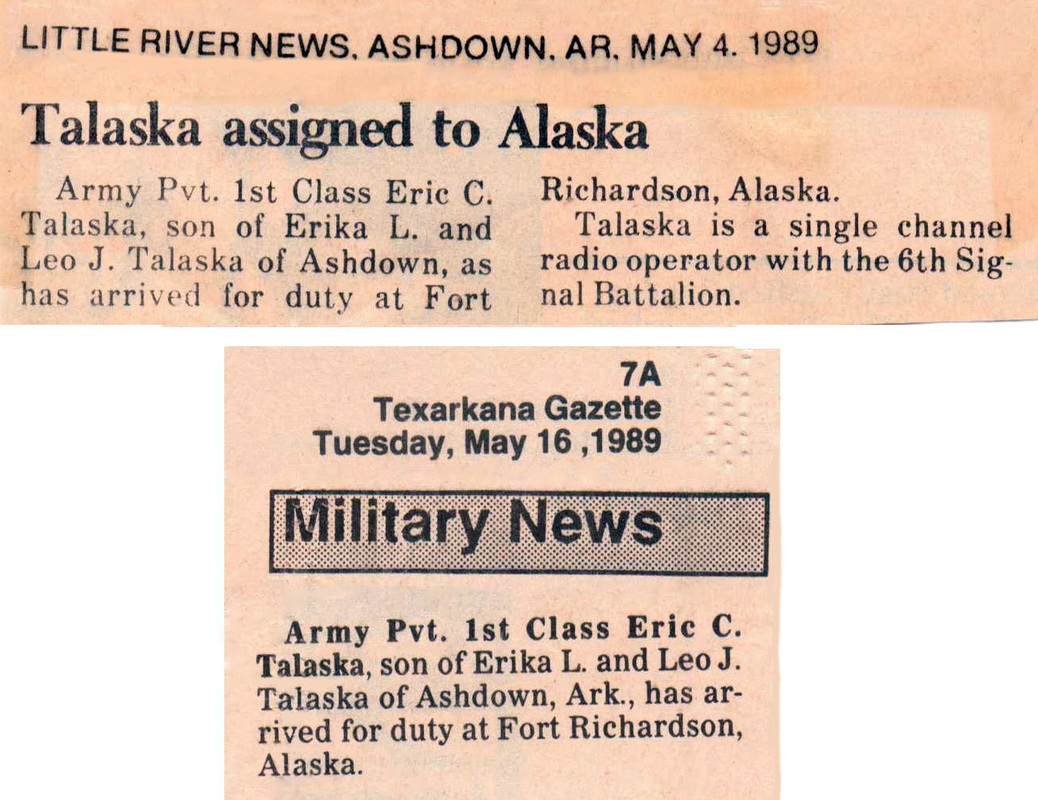 LITTLE RIVER NEWS, ASHDOWN, AR, MAY 4. 1989
Talaska assigned to Alaska
Army Pvt. 1st Class Eric C.
Talaska, son of Erika L. and
Leo J. Talaska of Ashdown, as
has arrived for duty at Fort
Richardson, Alaska.
Talaska is a single channel
radio operator with the 6th Sig-
nal Battalion.
7A
Texarkana Gazette
Tuesday, May 16 ,1989
Military News
Army Pvt. 1st Class Eric C.
Talaska, son of Erika L. and Leo J.
Talaska of Ashdown, Ark., has ar-
rived for duty at Fort Richardson,
Alaska.